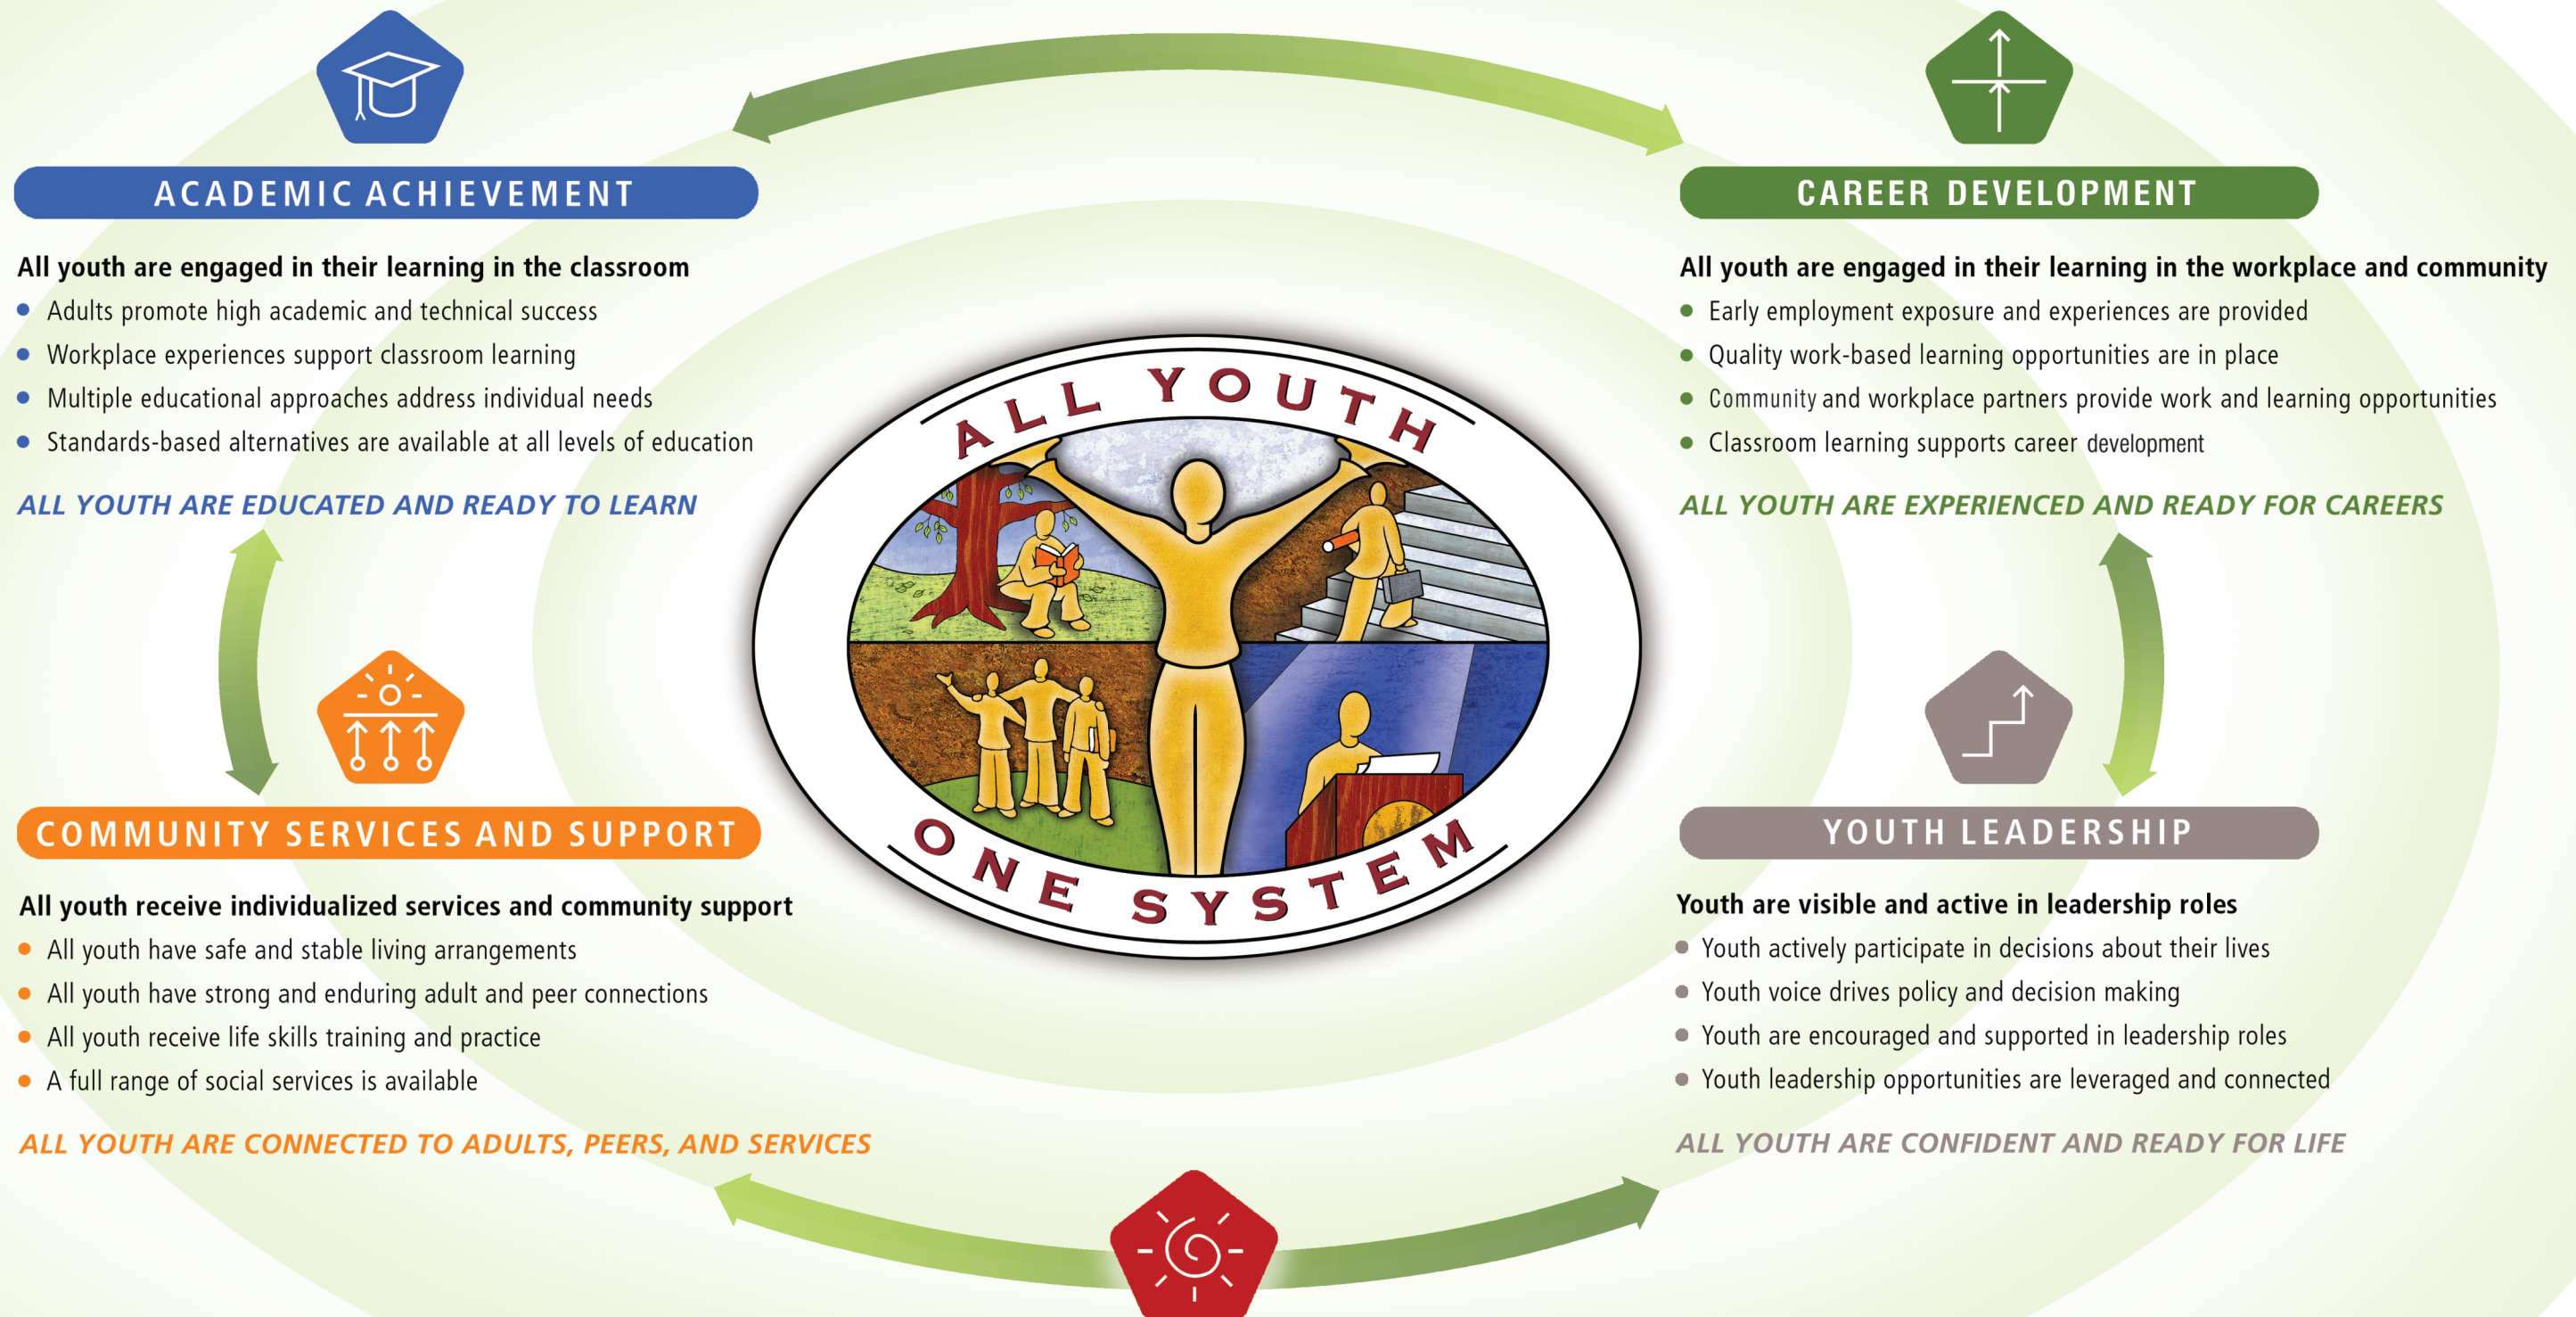 ACADEMIC ACHIEVEMENT
All youth are engaged in their learning in the classroom
Adults promote high academic and technical success
Workplace experiences support classroom learning
Multiple educational approaches address individual needs
Standards-based alternatives are available at all levels of education
ALL YOUTH ARE EDUCATED AND READY TO LEARN
CAREER DEVELOPMENT
All youth are engaged in their learning in the workplace and community
Early employment exposure and experiences are provided
Quality work-based learning opportunities are in place
Community and workplace partners provide work and learning opportunities
Classroom learning supports career development
ALL YOUTH ARE EXPERIENCED AND READY FOR CAREERS
ALL YOUTH
ONE SYSTEM
COMMUNITY SERVICES AND SUPPORT
All youth receive individualized services and community support
All youth have safe and stable living arrangements
All youth have strong and enduring adult and peer connections
All youth receive life skills training and practice
A full range of social services is available
ALL YOUTH ARE CONNECTED TO ADULTS, PEERS, AND SERVICES
YOUTH LEADERSHIP
Youth are visible and active in leadership roles
Youth actively participate in decisions about their lives
Youth voice drives policy and decision making
Youth are encouraged and supported in leadership roles
Youth leadership opportunities are leveraged and connected
ALL YOUTH ARE CONFIDENT AND READY FOR LIFE